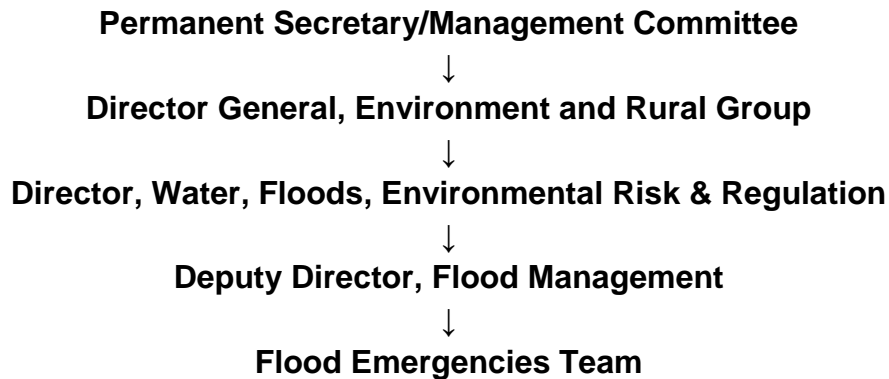 Permanent Secretary/Management Committee
↓
Director General, Environment and Rural Group
↓
Director, Water, Floods, Environmental Risk & Regulation
↓
Deputy Director, Flood Management
↓
Flood Emergencies Team